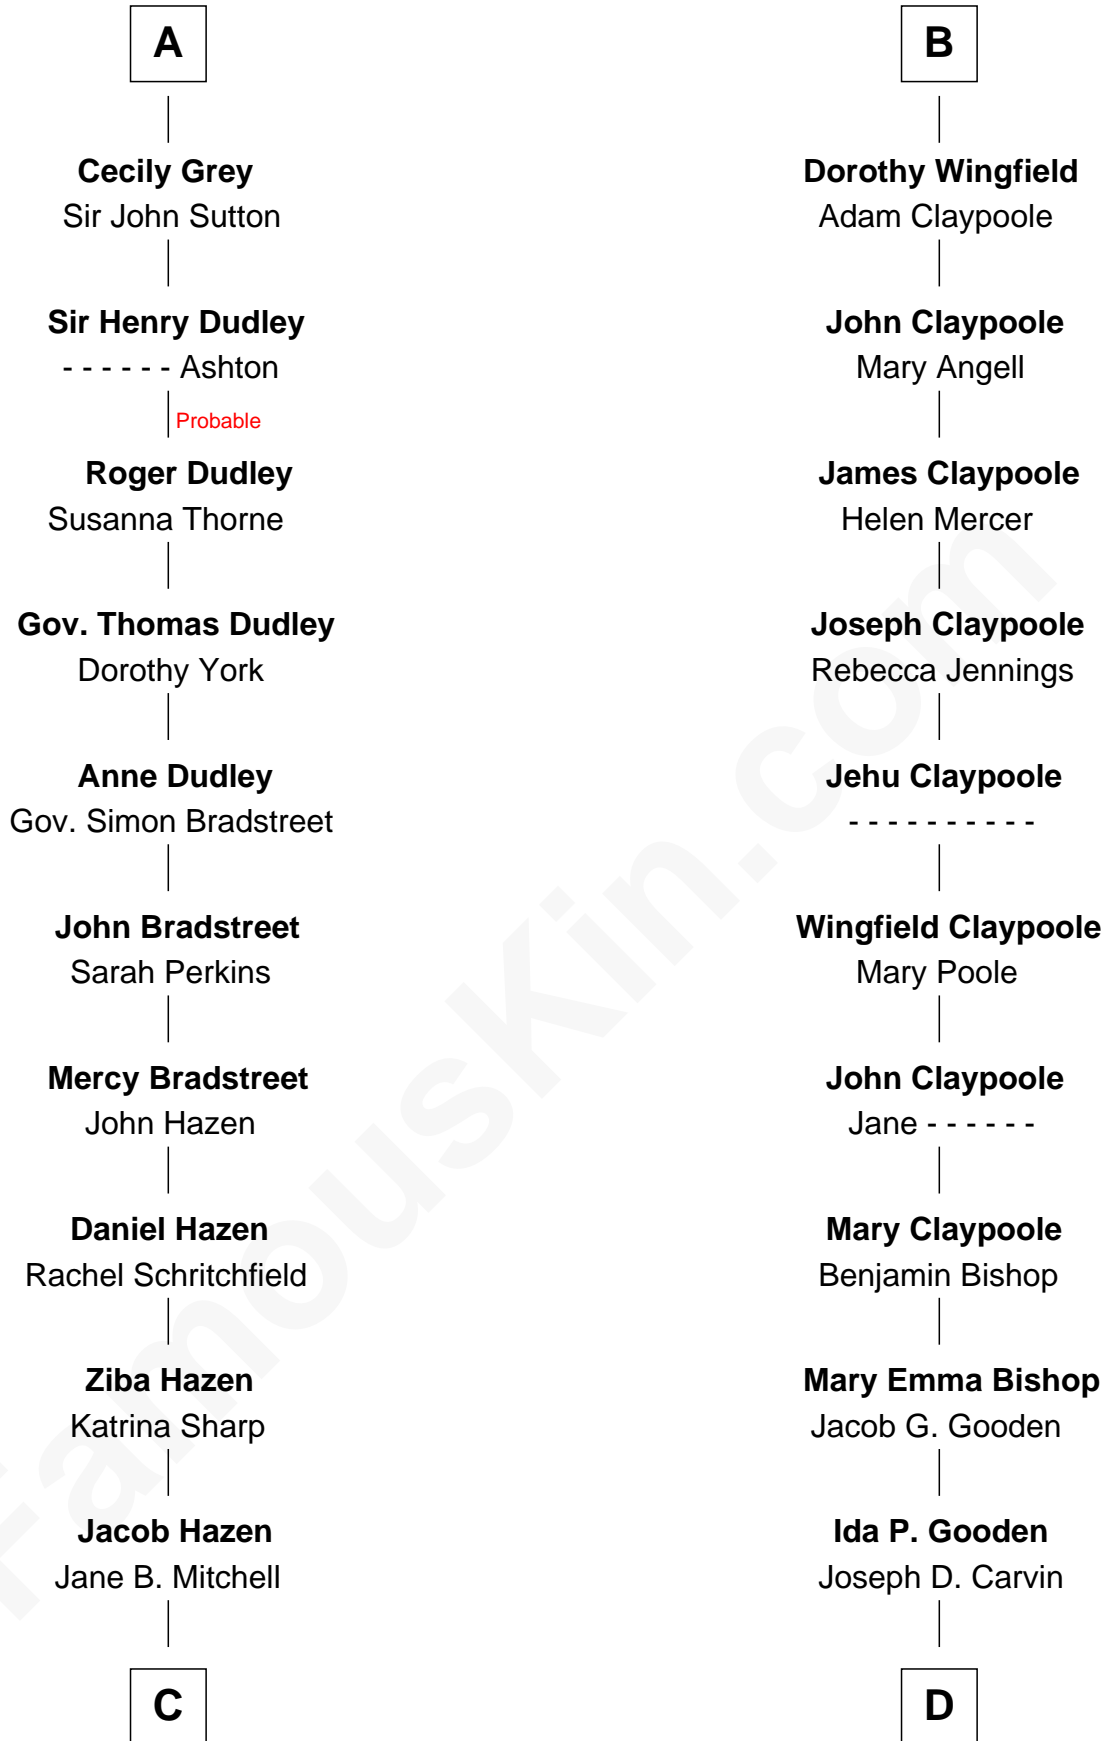 A
Cecily Grey
Sir John Sutton
Sir Henry Dudley
- - - - - - Ashton
Probable
Roger Dudley
Susanna Thorne
Gov. Thomas Dudley
Dorothy York
Anne Dudley
Gov. Simon Bradstreet
John Bradstreet
Sarah Perkins
Mercy Bradstreet
John Hazen
Daniel Hazen
Rachel Schritchfield
Ziba Hazen
Katrina Sharp
Jacob Hazen
Jane B. Mitchell
C
B
Dorothy Wingfield
Adam Claypoole
John Claypoole
Mary Angell
James Claypoole
Helen Mercer
Joseph Claypoole
Rebecca Jennings
Jehu Claypoole
- - - - - - - - - -
Wingfield Claypoole
Mary Poole
John Claypoole
Jane - - - - - -
Mary Claypoole
Benjamin Bishop
Mary Emma Bishop
Jacob G. Gooden
Ida P. Gooden
Joseph D. Carvin
D
FamousKin.com